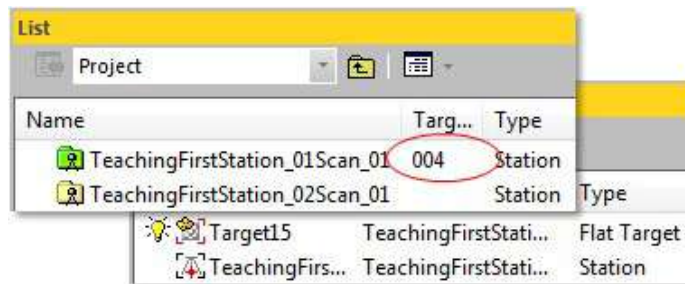 List
Project
Name Targ... Type
TeachingFirstStation_01Scan_01 004 Station
TeachingFirstStation_02Scan_01 Station
Type
Target15 TeachingFirstStati... Flat Target
TeachingFirs... TeachingFirstStati... Station